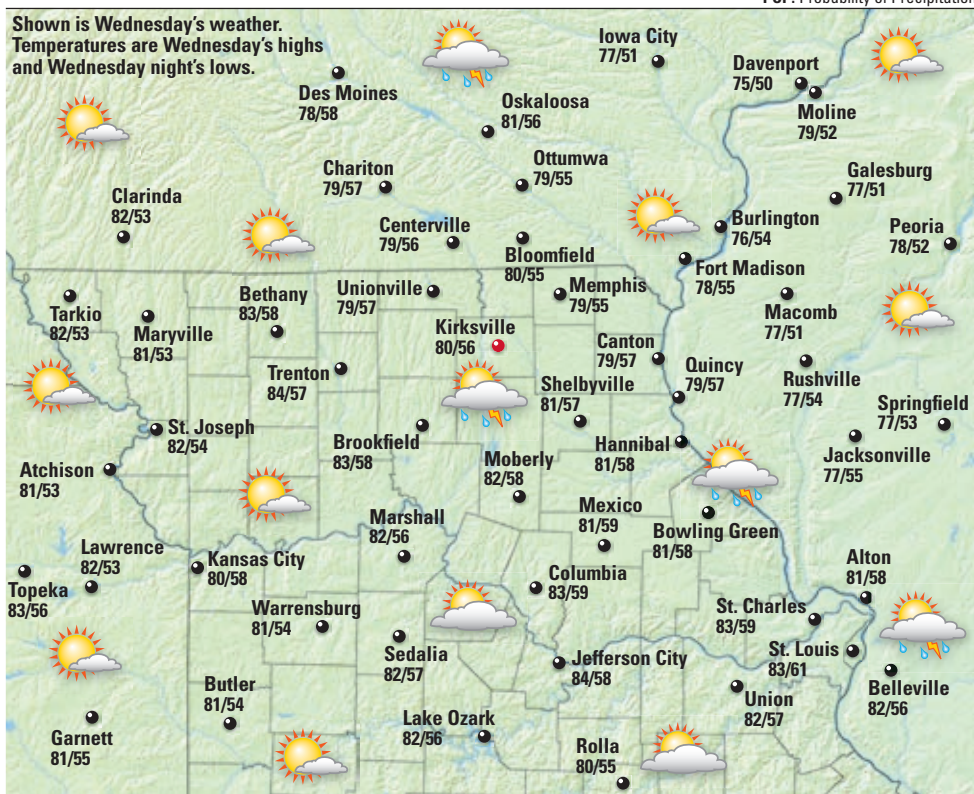 POP: Probability of Precipitation
Shown is Wednesday's weather.
Temperatures are Wednesday's highs
and Wednesday night's lows.
Iowa City
77/51
Davenport
75/50
Moline
79/52
Des Moines
78/58
Oskaloosa
81/56
Ottumwa
79/55
Chariton
79/57
Galesburg
77/51
Clarinda
82/53
Centerville
79/56
Bloomfield
80/55
Burlington
76/54
Peoria
78/52
Fort Madison
78/55
Tarkio
82/53
Maryville
81/53
Bethany
83/58
Unionville
79/57
Memphis
79/55
Macomb
77/51
Kirksville
80/56
Canton
79/57
Trenton
84/57
Shelbyville
81/57
Quincy
79/57
Rushville
77/54
Springfield
77/53
St. Joseph
82/54
Brookfield
83/58
Hannibal
81/58
Jacksonville
77/55
Atchison
81/53
Moberly
82/58
Mexico
81/59
Bowling Green
81/58
Marshall
82/56
Lawrence
82/53
Kansas City
80/58
Topeka
83/56
Columbia
83/59
Alton
81/58
Warrensburg
81/54
St. Charles
83/59
Sedalia
82/57
Jefferson City
84/58
St. Louis
83/61
Belleville
82/56
Butler
81/54
Union
82/57
Garnett
81/55
Lake Ozark
82/56
Rolla
80/55